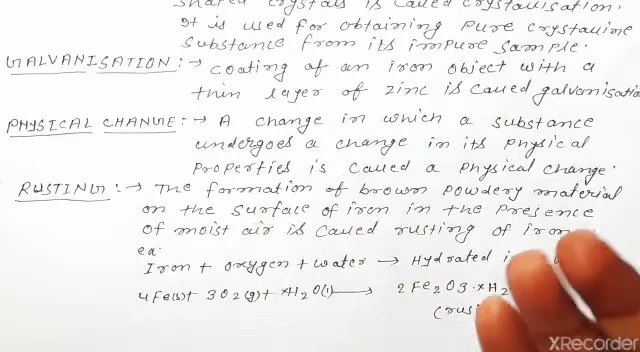 shaped crystals is called crystallisation.
It is used for obtaining pure crystalline
substance from its impure sample.
GALVANISATION :→ coating of an iron object with a
thin layer of zinc is called galvanisatio
PHYSICAL CHANGE :→ A change in which a substance
undergoes a change in its physical
properties is called a physical change.
RUSTING :→ The formation of brown powdery material
on the surface of iron in the presence
of moist air is called rusting of iron
eg.
Iron + oxygen + water → Hydrated
4Fe(s) + 3O2(g) + xH2O(l) → 2Fe2O3.xH2
(rus
XRecorder